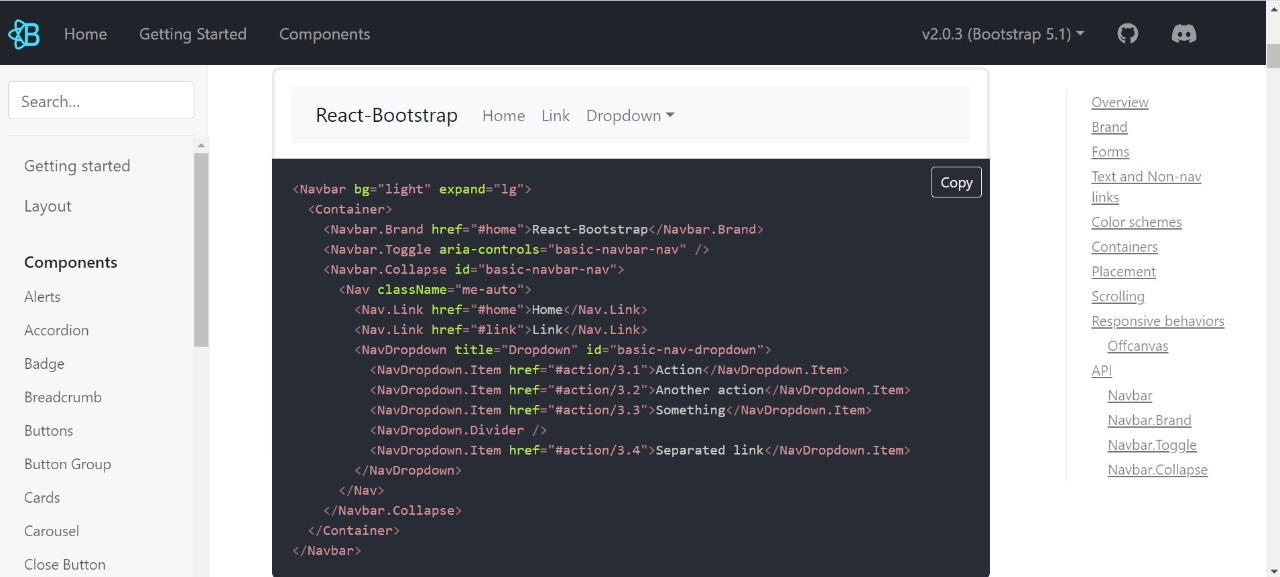 B
Home
Getting Started
Components
v2.0.3 (Bootstrap 5.1)
Search...
Getting started
Layout
Components
Alerts
Accordion
Badge
Breadcrumb
Buttons
Button Group
Cards
Carousel
Close Button
React-Bootstrap
Home
Link
Dropdown
Copy
<Navbar bg="light" expand="lg">
  <Container>
    <Navbar.Brand href="#home">React-Bootstrap</Navbar.Brand>
    <Navbar.Toggle aria-controls="basic-navbar-nav" />
    <Navbar.Collapse id="basic-navbar-nav">
      <Nav className="me-auto">
        <Nav.Link href="#home">Home</Nav.Link>
        <Nav.Link href="#link">Link</Nav.Link>
        <NavDropdown title="Dropdown" id="basic-nav-dropdown">
          <NavDropdown.Item href="#action/3.1">Action</NavDropdown.Item>
          <NavDropdown.Item href="#action/3.2">Another action</NavDropdown.Item>
          <NavDropdown.Item href="#action/3.3">Something</NavDropdown.Item>
          <NavDropdown.Divider />
          <NavDropdown.Item href="#action/3.4">Separated link</NavDropdown.Item>
        </NavDropdown>
      </Nav>
    </Navbar.Collapse>
  </Container>
</Navbar>
Overview
Brand
Forms
Text and Non-nav
links
Color schemes
Containers
Placement
Scrolling
Responsive behaviors
Offcanvas
API
Navbar
Navbar.Brand
Navbar.Toggle
Navbar.Collapse